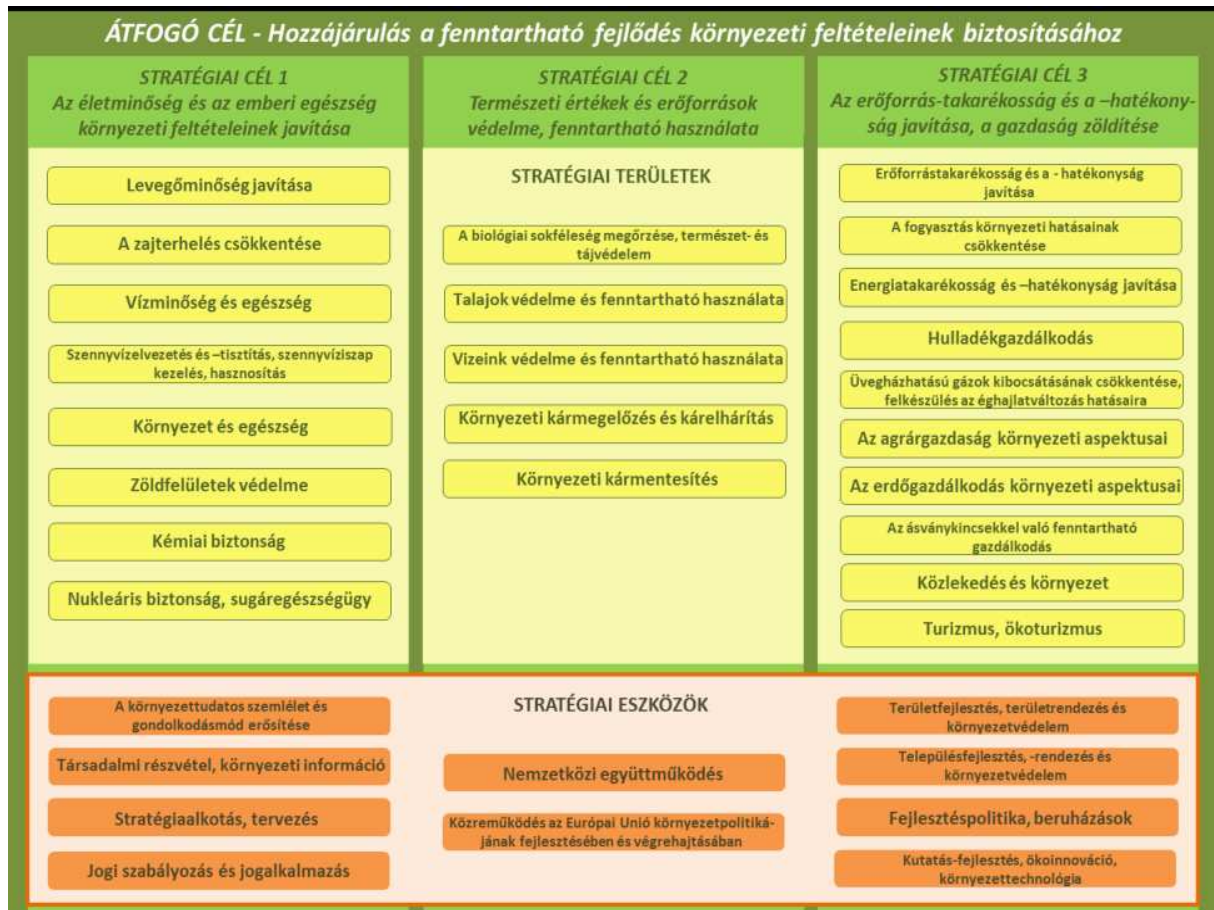 ÁTFOGÓ CÉL - Hozzájárulás a fenntartható fejlődés környezeti feltételeinek biztosításához
STRATÉGIAI CÉL 1
Az életminőség és az emberi egészség
környezeti feltételeinek javítása
Levegőminőség javítása
A zajterhelés csökkentése
Vízminőség és egészség
Szennyvízelvezetés és –tisztítás, szennyvíziszap
kezelés, hasznosítás
Környezet és egészség
Zöldfelületek védelme
Kémiai biztonság
Nukleáris biztonság, sugáregészségügy
STRATÉGIAI CÉL 2
Természeti értékek és erőforrások
védelme, fenntartható használata
STRATÉGIAI TERÜLETEK
A biológiai sokféleség megőrzése, természet- és
tájvédelem
Talajok védelme és fenntartható használata
Vizeink védelme és fenntartható használata
Környezeti kármegelőzés és kárelhárítás
Környezeti kármentesítés
STRATÉGIAI CÉL 3
Az erőforrás-takarékosság és a –hatékony-
ság javítása, a gazdaság zöldítése
Erőforrástakarékosság és a - hatékonyság
javítása
A fogyasztás környezeti hatásainak
csökkentése
Energiatakarékosság és –hatékonyság javítása
Hulladékgazdálkodás
Üvegházhatású gázok kibocsátásának csökkentése,
felkészülés az éghajlatváltozás hatásaira
Az agrárgazdaság környezeti aspektusai
Az erdőgazdálkodás környezeti aspektusai
Az ásványkincsekkel való fenntartható
gazdálkodás
Közlekedés és környezet
Turizmus, ökoturizmus
A környezettudatos szemlélet és
gondolkodásmód erősítése
Társadalmi részvétel, környezeti információ
Stratégiaalkotás, tervezés
Jogi szabályozás és jogalkalmazás
STRATÉGIAI ESZKÖZÖK
Nemzetközi együttműködés
Közreműködés az Európai Unió környezetpolitiká-
jának fejlesztésében és végrehajtásában
Területfejlesztés, területrendezés és
környezetvédelem
Településfejlesztés, -rendezés és
környezetvédelem
Fejlesztéspolitika, beruházások
Kutatás-fejlesztés, ökoinnováció,
környezettechnológia